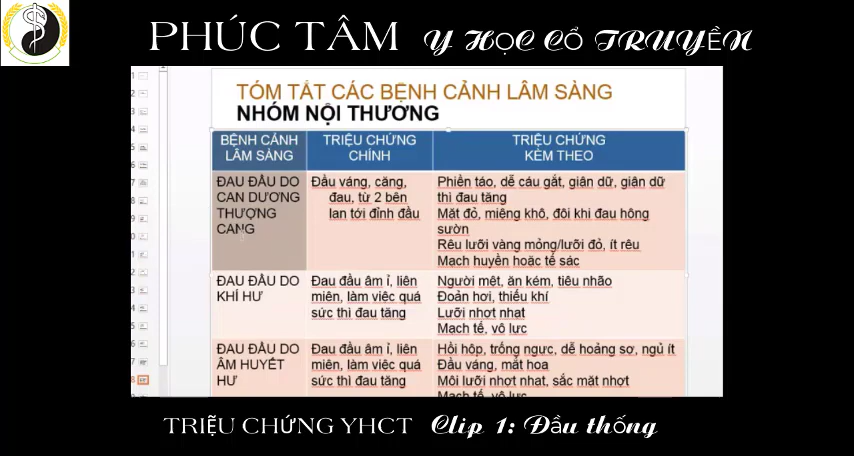 PHÚC TÂM Y HỌC CỔ TRUYỀN
TÓM TẮT CÁC BỆNH CẢNH LÂM SÀNG
NHÓM NỘI THƯƠNG
BỆNH CẢNH
LÂM SÀNG
TRIỆU CHỨNG
CHÍNH
TRIỆU CHỨNG
KÈM THEO
ĐAU ĐẦU DO
CAN DƯƠNG
THƯỢNG
CANG
Đầu váng, căng,
đau, từ 2 bên
lan tới đỉnh đầu
Phiền táo, dễ cáu gắt, giận dữ, giận dữ
thì đau tăng
Mặt đỏ, miệng khô, đôi khi đau hông
sườn
Rêu lưỡi vàng mỏng/lưỡi đỏ, ít rêu
Mạch huyền hoặc tế sác
ĐAU ĐẦU DO
KHÍ HƯ
Đau đầu âm ỉ, liên
miên, làm việc quá
sức thì đau tăng
Người mệt, ăn kém, tiêu nhão
Đoản hơi, thiếu khí
Lưỡi nhợt nhạt
Mạch tế, vô lực
ĐAU ĐẦU DO
ÂM HUYẾT
HƯ
Đau đầu âm ỉ, liên
miên, làm việc quá
sức thì đau tăng
Hồi hộp, trống ngực, dễ hoảng sợ, ngủ ít
Đầu váng, mắt hoa
Môi lưỡi nhợt nhạt, sắc mặt nhợt
Mạch tế, vô lực
TRIỆU CHỨNG YHCT Clip 1: Đầu thống